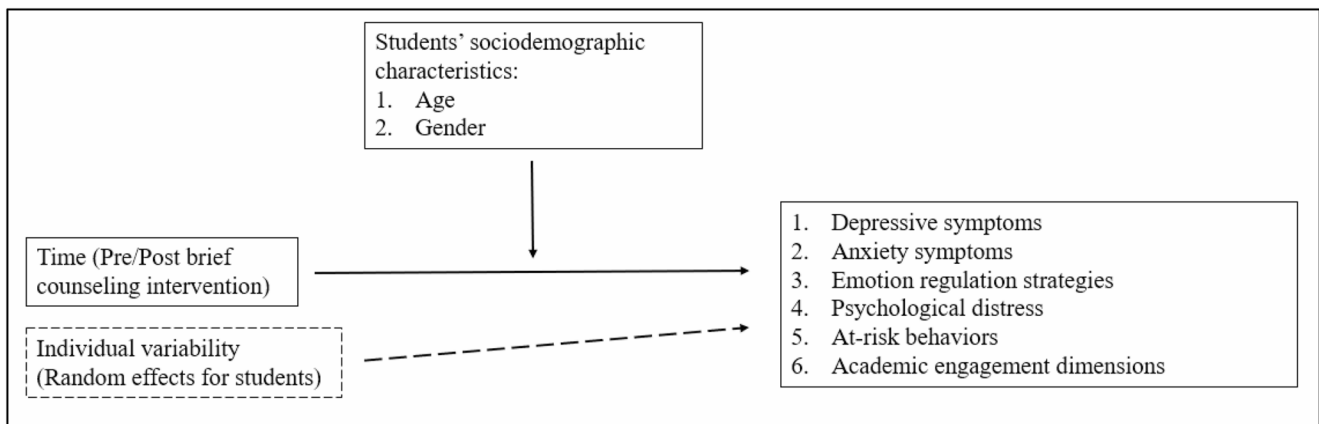 Students’ sociodemographic
characteristics:
1. Age
2. Gender
Time (Pre/Post brief
counseling intervention)
Individual variability
(Random effects for students)
1. Depressive symptoms
2. Anxiety symptoms
3. Emotion regulation strategies
4. Psychological distress
5. At-risk behaviors
6. Academic engagement dimensions